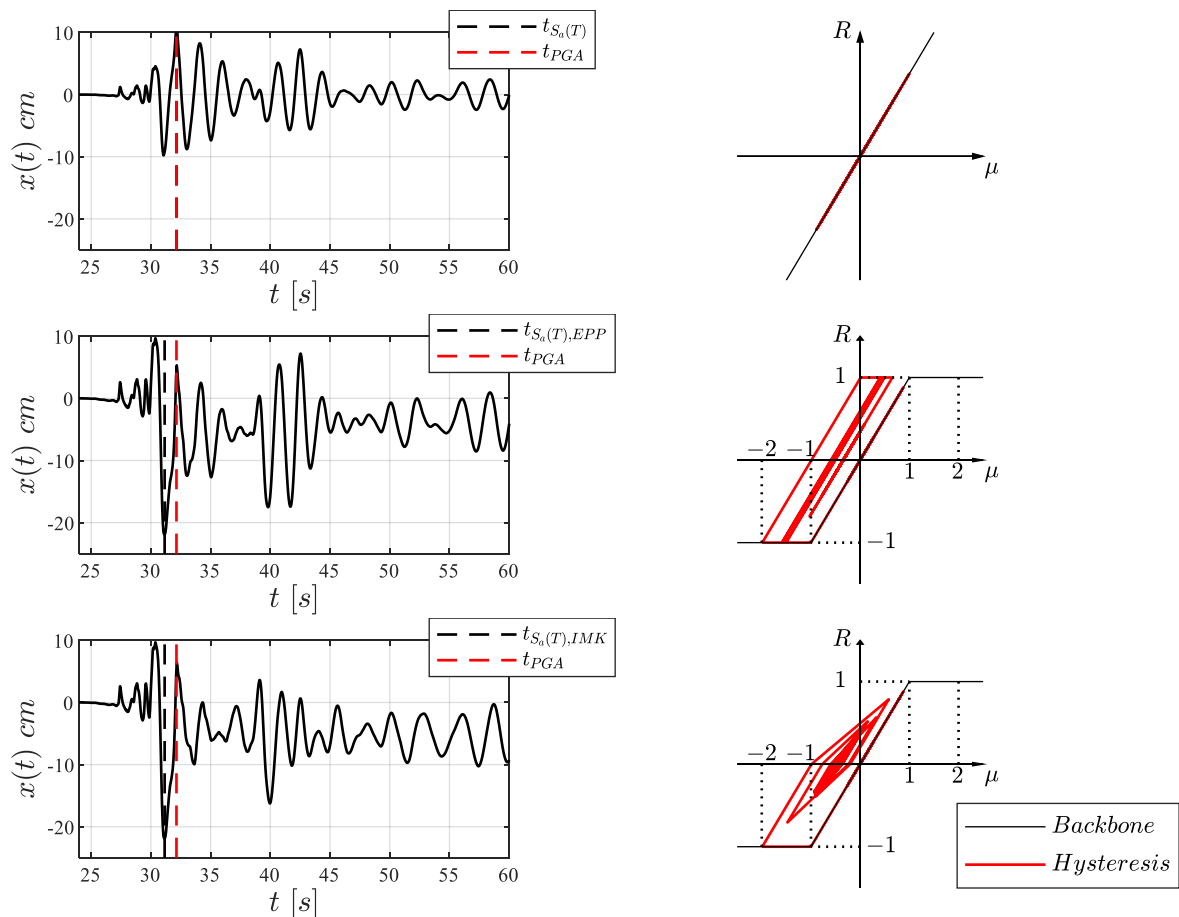 10
0
-10
-20
x(t) cm
25 30 35 40 45 50 55 60
t [s]
t_{S_a(T)}
t_{PGA}
R
μ
10
0
-10
-20
x(t) cm
25 30 35 40 45 50 55 60
t [s]
t_{S_a(T),EPP}
t_{PGA}
R
1
−2 −1
1 2
μ
−1
10
0
-10
-20
x(t) cm
25 30 35 40 45 50 55 60
t [s]
t_{S_a(T),IMK}
t_{PGA}
R
1
−2 −1
1 2
μ
−1
Backbone
Hysteresis